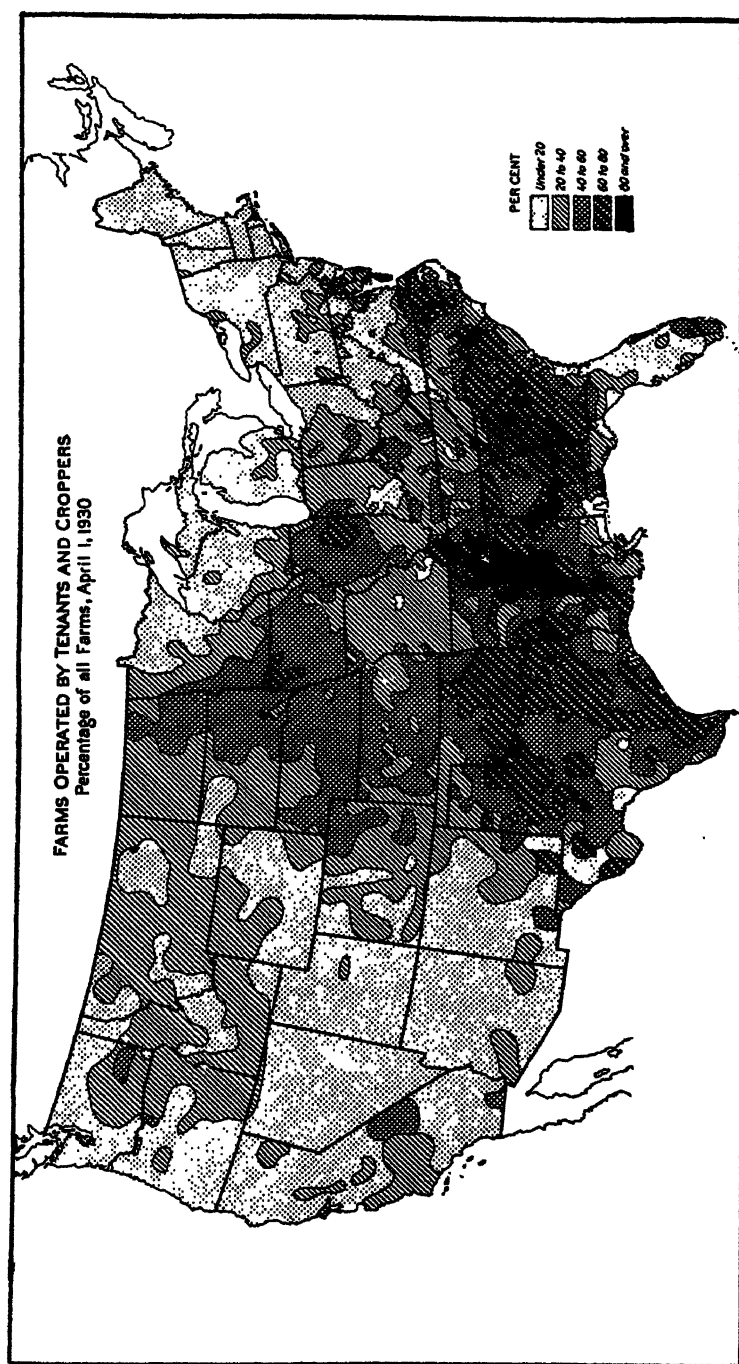 FARMS OPERATED BY TENANTS AND CROPPERS
Percentage of all Farms, April 1, 1930
PER CENT
Under 20
20 to 40
40 to 60
60 to 80
80 and over